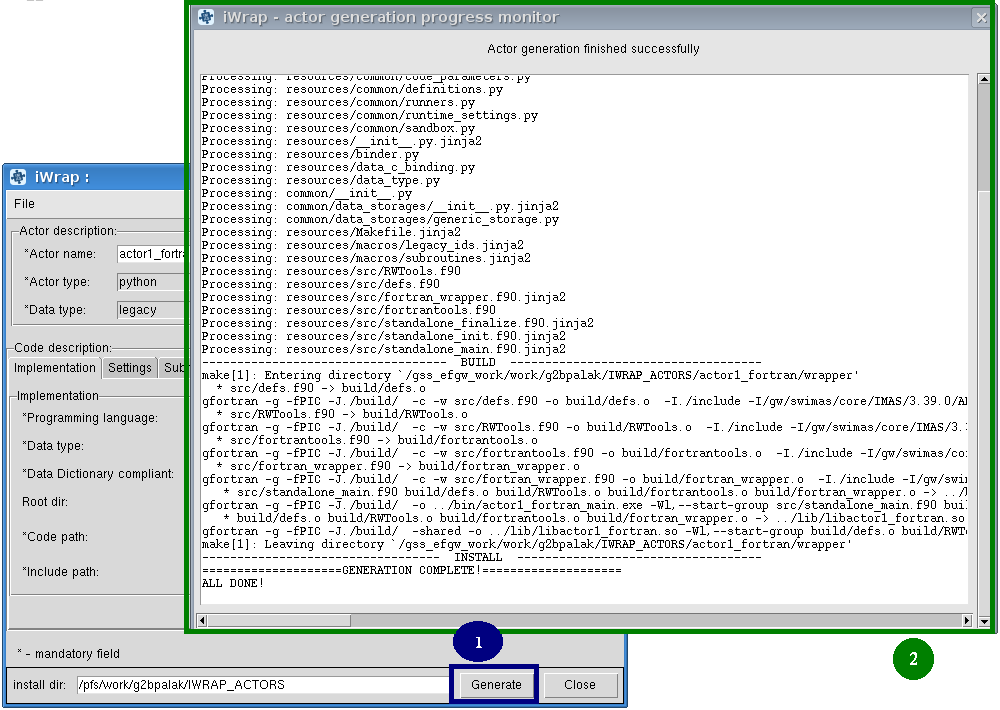 iWrap - actor generation progress monitor
Actor generation finished successfully
Processing: resources/common/code_parameters.py
Processing: resources/common/definitions.py
Processing: resources/common/runners.py
Processing: resources/common/runtime_settings.py
Processing: resources/common/sandbox.py
Processing: resources/__init__.py.jinja2
Processing: resources/binder.py
Processing: resources/data_c_binding.py
Processing: resources/data_type.py
Processing: common/__init__.py
Processing: common/data_storages/__init__.py.jinja2
Processing: common/data_storages/generic_storage.py
Processing: resources/Makefile.jinja2
Processing: resources/macros/legacy_ids.jinja2
Processing: resources/macros/subroutines.jinja2
Processing: resources/src/RWTools.f90
Processing: resources/src/defs.f90
Processing: resources/src/fortran_wrapper.f90.jinja2
Processing: resources/src/fortrantools.f90
Processing: resources/src/standalone_finalize.f90.jinja2
Processing: resources/src/standalone_init.f90.jinja2
Processing: resources/src/standalone_main.f90.jinja2
----------------------------------- BUILD -----------------------------------
make[1]: Entering directory `/gss_efgw_work/work/g2bpalak/IWRAP_ACTORS/actor1_fortran/wrapper'
* src/defs.f90 -> build/defs.o
gfortran -g -fPIC -J./build/ -c -w src/defs.f90 -o build/defs.o -I./include -I/gw/swimas/core/IMAS/3.39.0/A
* src/RWTools.f90 -> build/RWTools.o
gfortran -g -fPIC -J./build/ -c -w src/RWTools.f90 -o build/RWTools.o -I./include -I/gw/swimas/core/IMAS/3.
* src/fortrantools.f90 -> build/fortrantools.o
gfortran -g -fPIC -J./build/ -c -w src/fortrantools.f90 -o build/fortrantools.o -I./include -I/gw/swimas/co
* src/fortran_wrapper.f90 -> build/fortran_wrapper.o
gfortran -g -fPIC -J./build/ -c -w src/fortran_wrapper.f90 -o build/fortran_wrapper.o -I./include -I/gw/swi
* src/standalone_main.f90 build/defs.o build/RWTools.o build/fortrantools.o build/fortran_wrapper.o -> ../
gfortran -g -fPIC -J./build/ -o ../bin/actor1_fortran_main.exe -Wl,--start-group src/standalone_main.f90 bui
* build/defs.o build/RWTools.o build/fortrantools.o build/fortran_wrapper.o -> ../lib/libactor1_fortran.so
gfortran -g -fPIC -J./build/ -shared -o ../lib/libactor1_fortran.so -Wl,--start-group build/defs.o build/RWT
make[1]: Leaving directory `/gss_efgw_work/work/g2bpalak/IWRAP_ACTORS/actor1_fortran/wrapper'
---------------------------------- INSTALL ----------------------------------
====================GENERATION COMPLETE!====================
ALL DONE!
iWrap :
File
Actor description:
*Actor name: actor1_fortra
*Actor type: python
*Data type: legacy
Code description:
Implementation Settings Sub
Implementation
*Programming language:
*Data type:
*Data Dictionary compliant:
Root dir:
*Code path:
*Include path:
* - mandatory field
install dir: /pfs/work/g2bpalak/IWRAP_ACTORS
Generate
Close
1
2